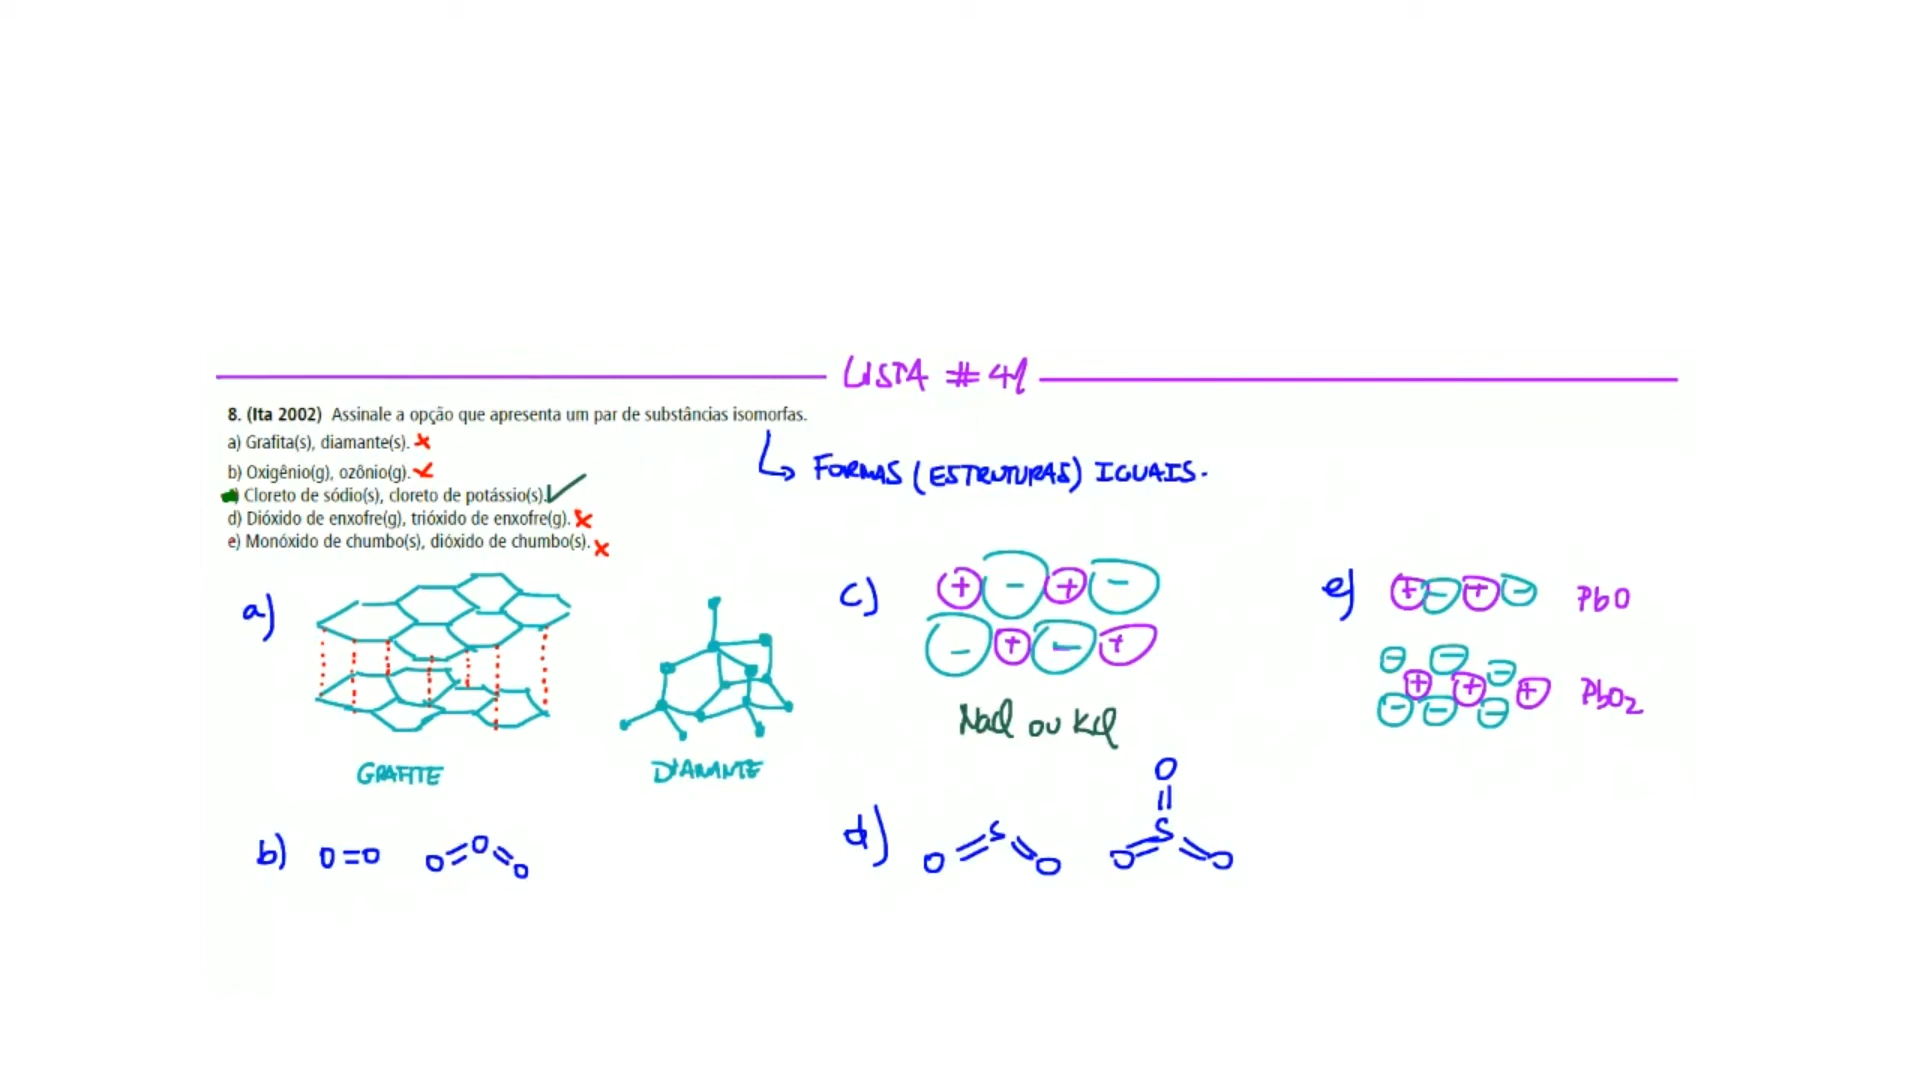 LISTA # 41
8. (Ita 2002) Assinale a opção que apresenta um par de substâncias isomorfas.
a) Grafita(s), diamante(s).
b) Oxigênio(g), ozônio(g).
Cloreto de sódio(s), cloreto de potássio(s).
d) Dióxido de enxofre(g), trióxido de enxofre(g).
e) Monóxido de chumbo(s), dióxido de chumbo(s).
FORMAS (ESTRUTURAS) IGUAIS.
a)
GRAFITE
DIAMANTE
b) O=O O=O=O
c) + - + -
- + - +
NaCl ou KCl
d) O=S=O
O
||
S
O O
e) + - + - PbO
- - -
+ + + PbO2
- - -